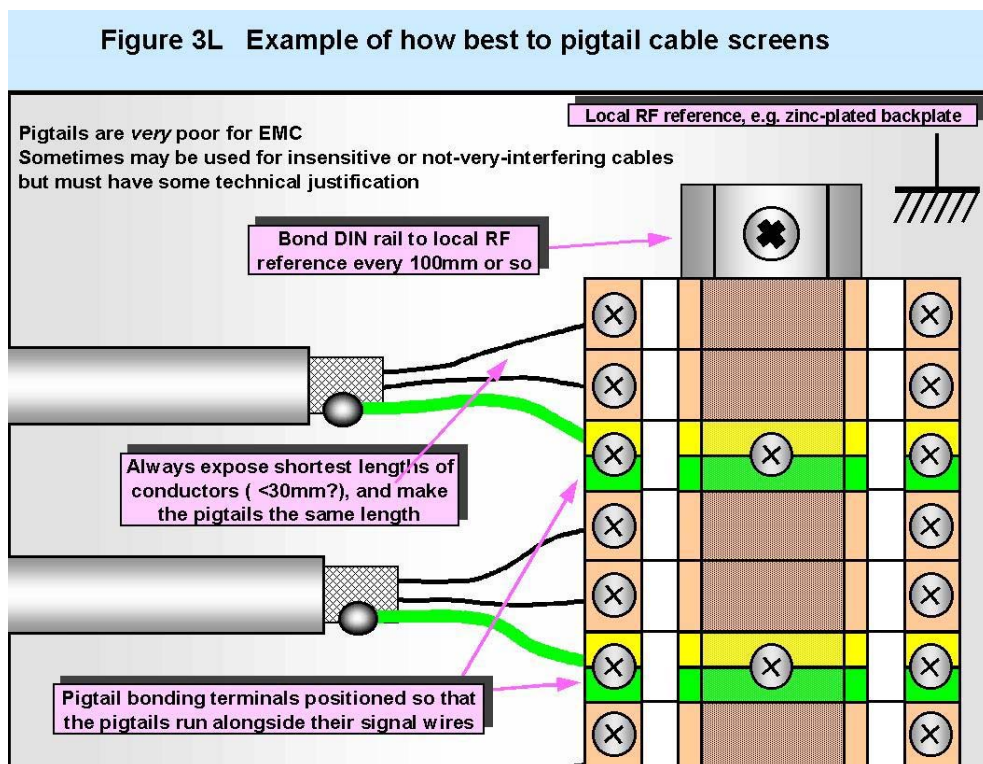 Figure 3L Example of how best to pigtail cable screens
Local RF reference, e.g. zinc-plated backplate
Pigtails are very poor for EMC
Sometimes may be used for insensitive or not-very-interfering cables
but must have some technical justification
Bond DIN rail to local RF
reference every 100mm or so
Always expose shortest lengths of
conductors ( <30mm?), and make
the pigtails the same length
Pigtail bonding terminals positioned so that
the pigtails run alongside their signal wires